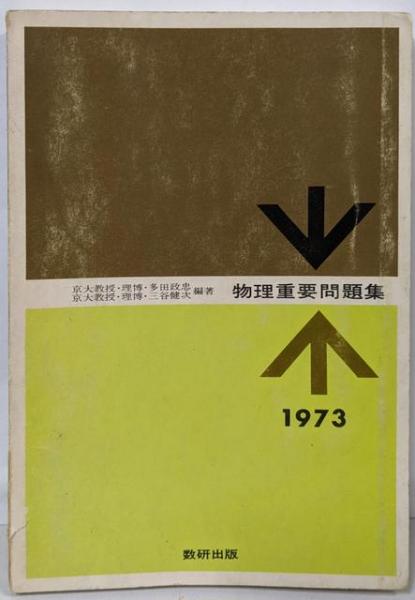 京大教授・理博・多田政忠
京大教授・理博・三谷健次
編著
物理重要問題集
1973
数研出版